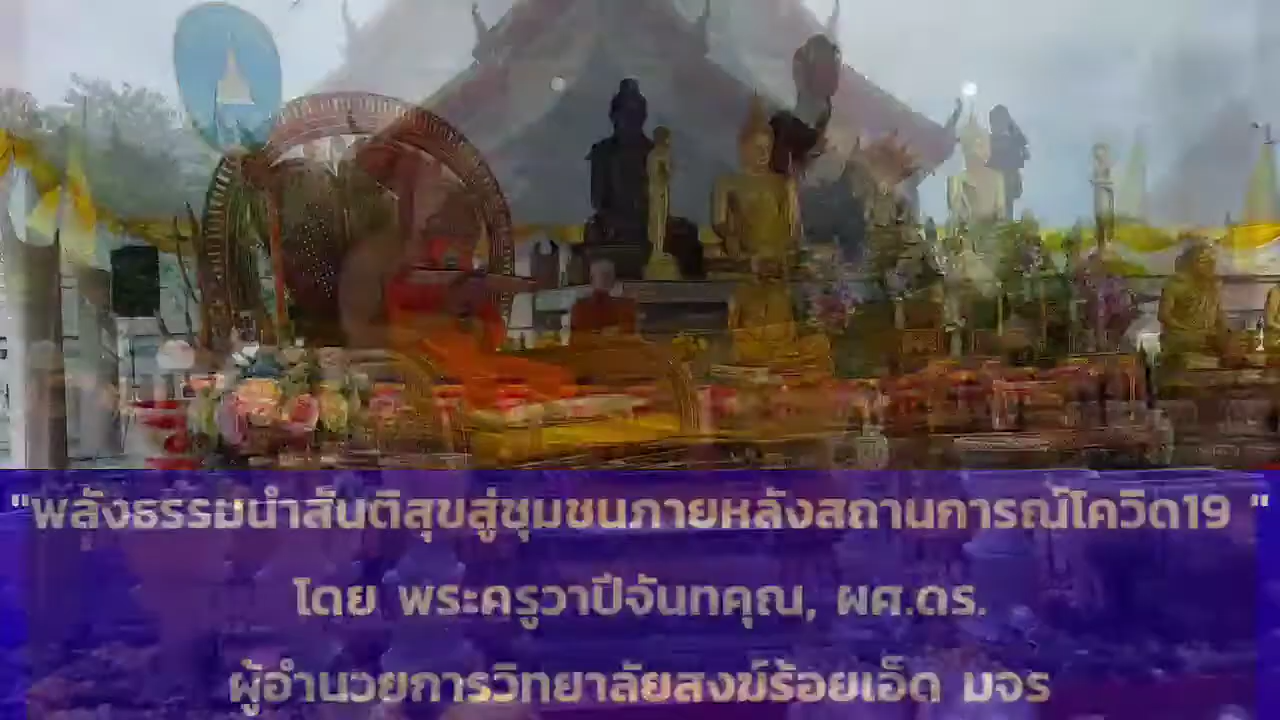 "พลังธรรมนำสันติสุขสู่ชุมชนภายหลังสถานการณ์โควิด19 "
โดย พระครูวาปีจันทคุณ, ผศ.ดร.
ผู้อำนวยการวิทยาลัยสงฆ์ร้อยเอ็ด มจร